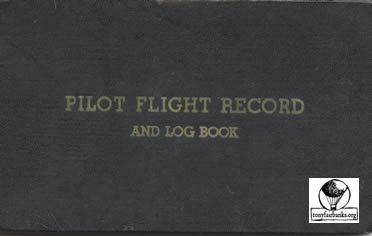 PILOT FLIGHT RECORD
AND LOG BOOK
tonyfairbanks.org